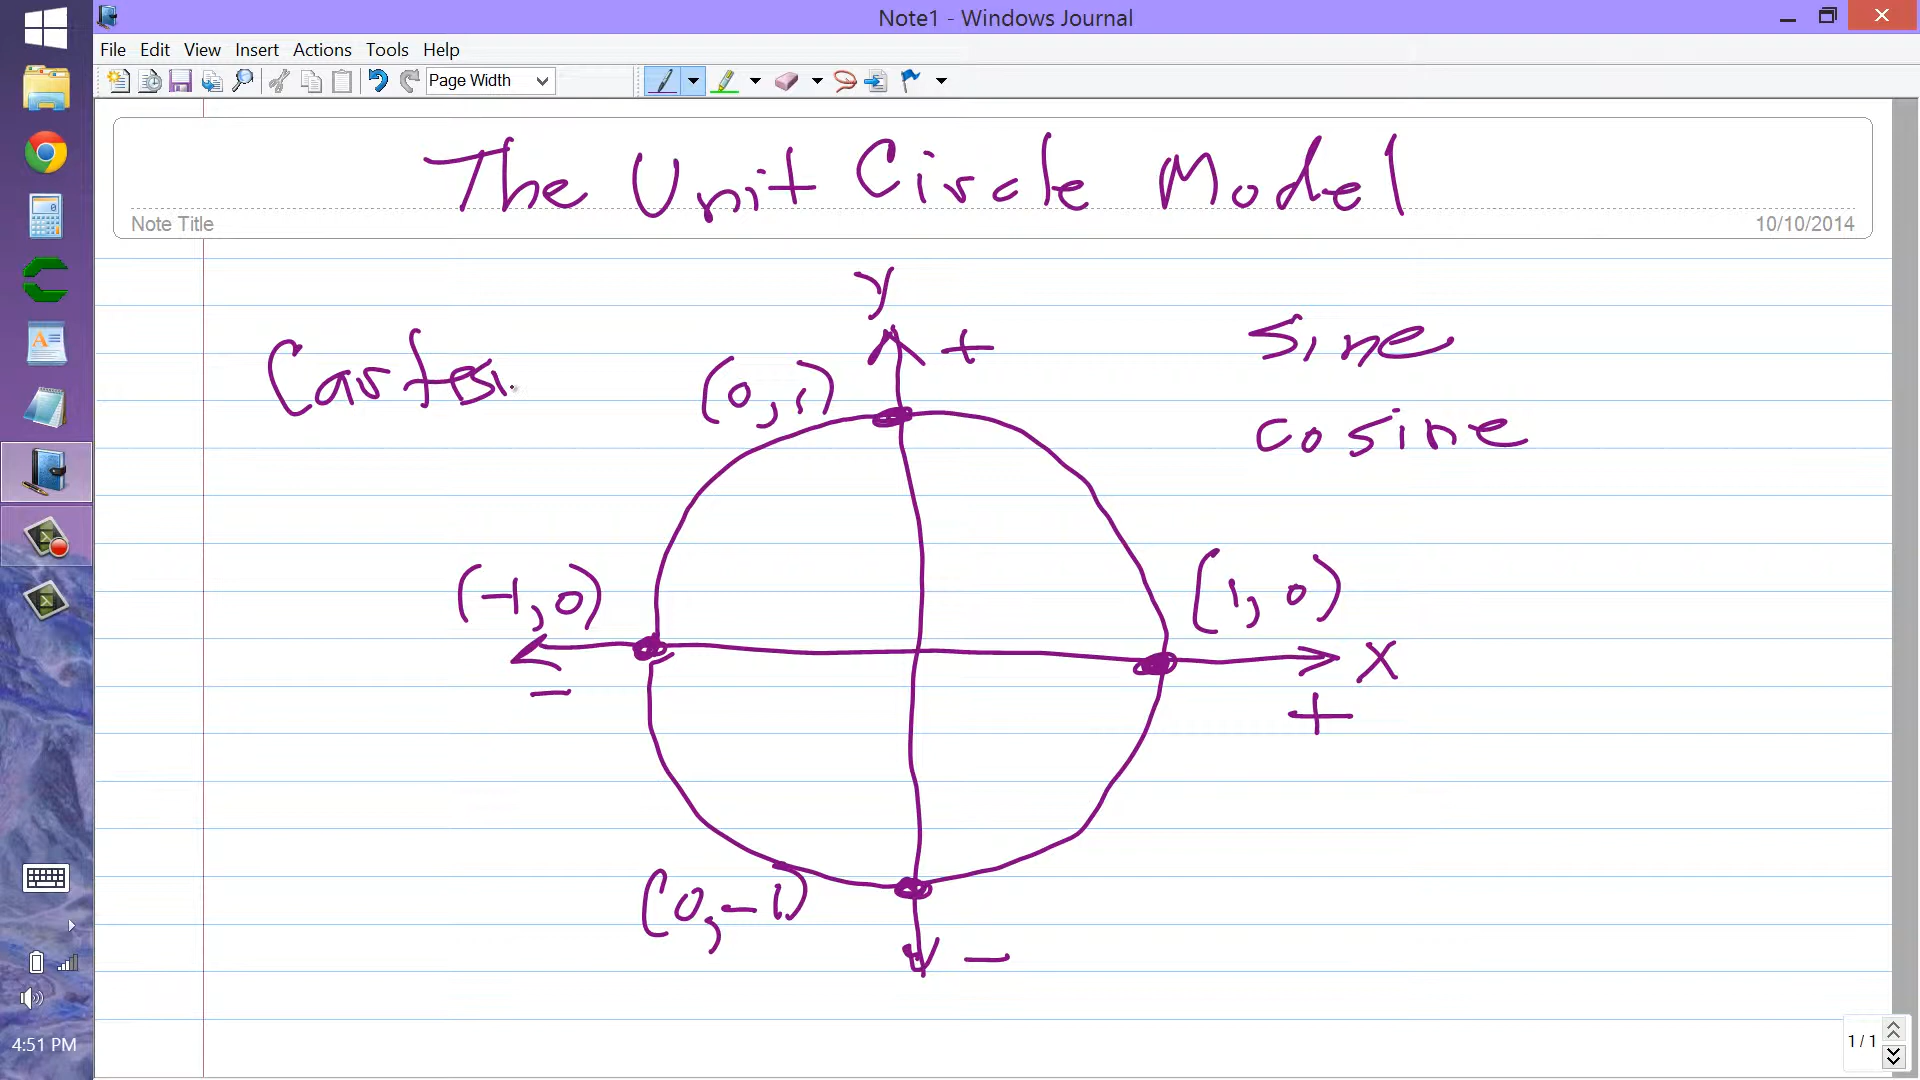 Note1 - Windows Journal
File Edit View Insert Actions Tools Help
Page Width
The Unit Circle Model
Note Title
10/10/2014
y
+
Sine
Cartesi
(0, 1)
cosine
(-1, 0)
(1, 0)
x
−
+
(0, -1)
−
1 / 1
4:51 PM